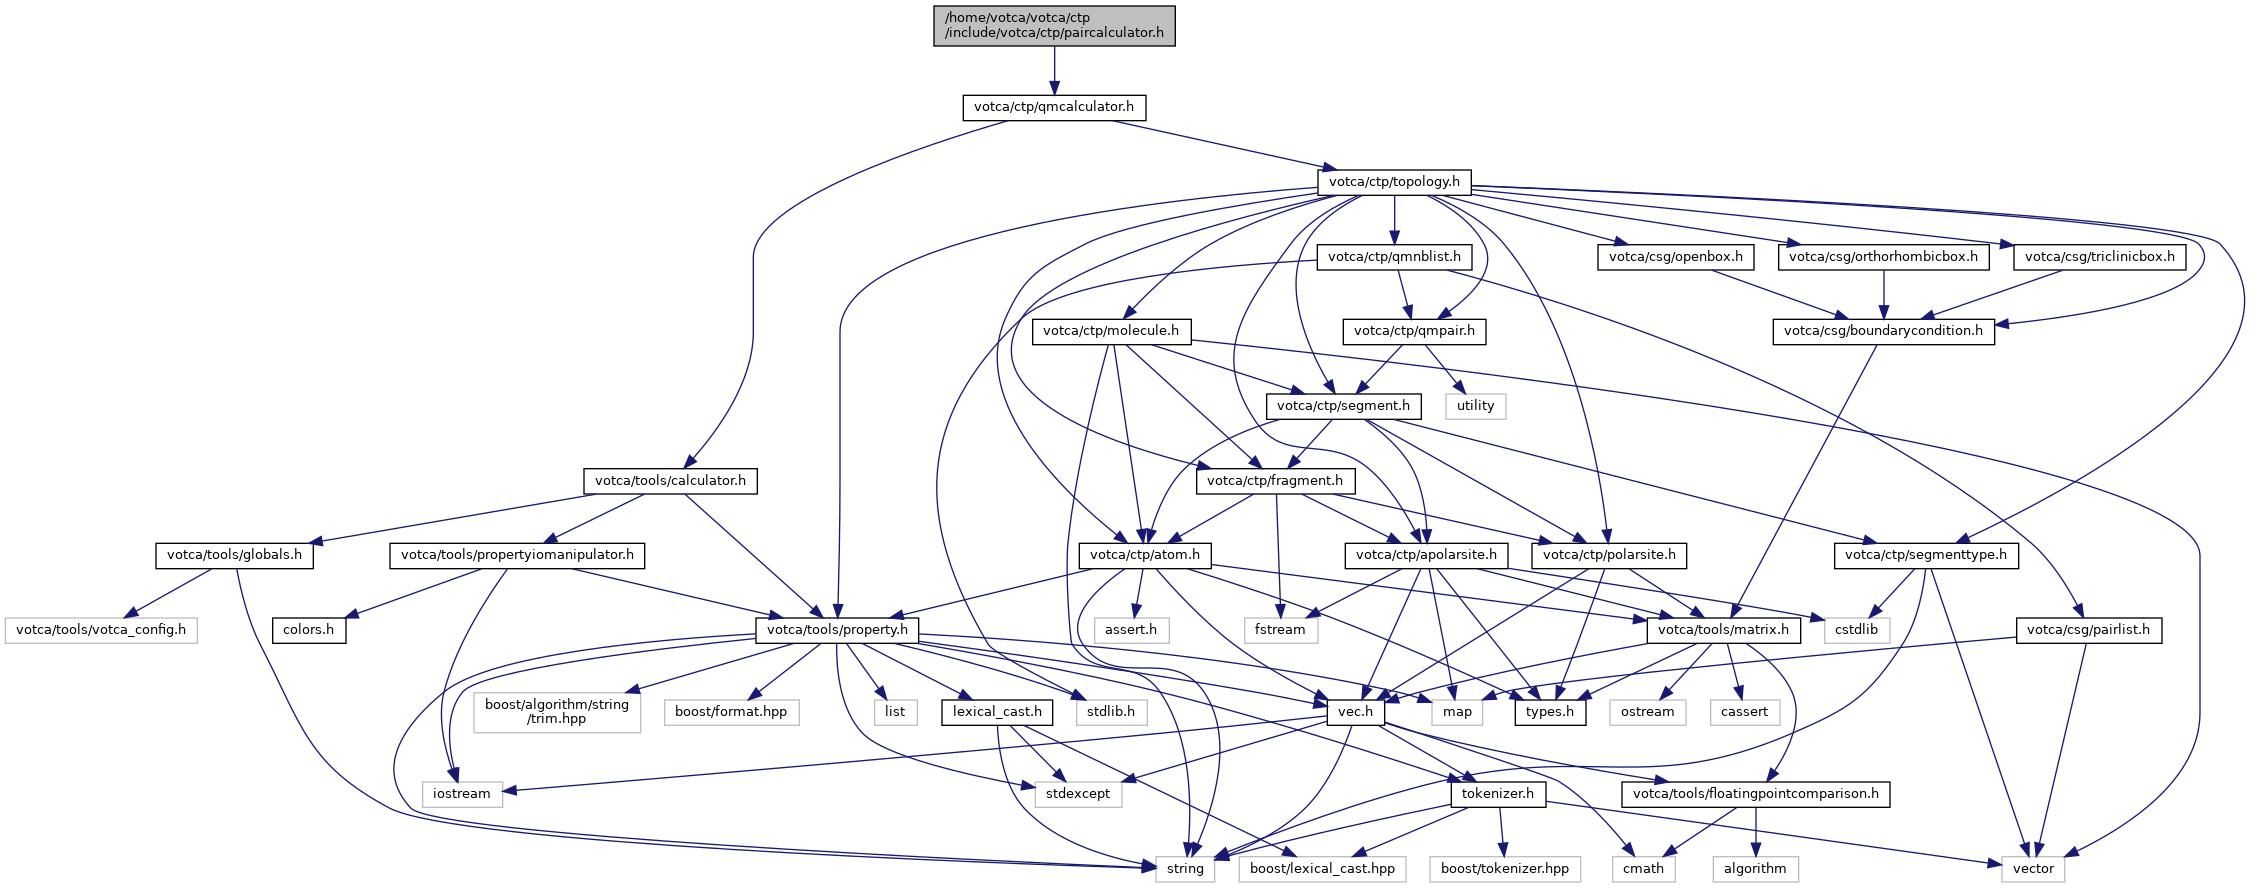 /home/votca/votca/ctp
/include/votca/ctp/paircalculator.h
votca/ctp/qmcalculator.h
votca/ctp/topology.h
votca/ctp/qmnblist.h
votca/csg/openbox.h
votca/csg/orthorhombicbox.h
votca/csg/triclinicbox.h
votca/ctp/molecule.h
votca/ctp/qmpair.h
votca/csg/boundarycondition.h
votca/ctp/segment.h
utility
votca/tools/calculator.h
votca/ctp/fragment.h
votca/tools/globals.h
votca/tools/propertyiomanipulator.h
votca/ctp/atom.h
votca/ctp/apolarsite.h
votca/ctp/polarsite.h
votca/ctp/segmenttype.h
votca/tools/votca_config.h
colors.h
votca/tools/property.h
assert.h
fstream
votca/tools/matrix.h
cstdlib
votca/csg/pairlist.h
boost/algorithm/string
/trim.hpp
boost/format.hpp
list
lexical_cast.h
stdlib.h
vec.h
map
types.h
ostream
cassert
iostream
stdexcept
tokenizer.h
votca/tools/floatingpointcomparison.h
string
boost/lexical_cast.hpp
boost/tokenizer.hpp
cmath
algorithm
vector